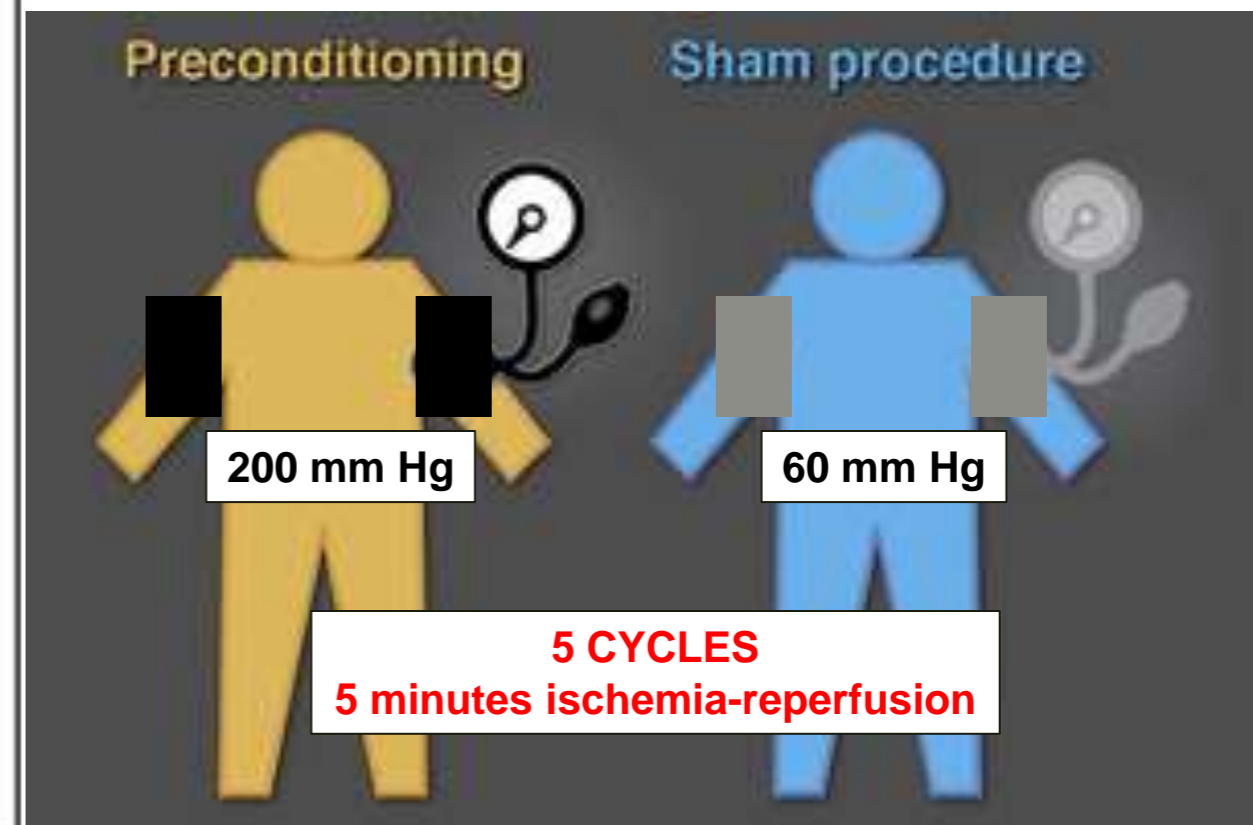 Preconditioning
Sham procedure
200 mm Hg
60 mm Hg
5 CYCLES
5 minutes ischemia-reperfusion